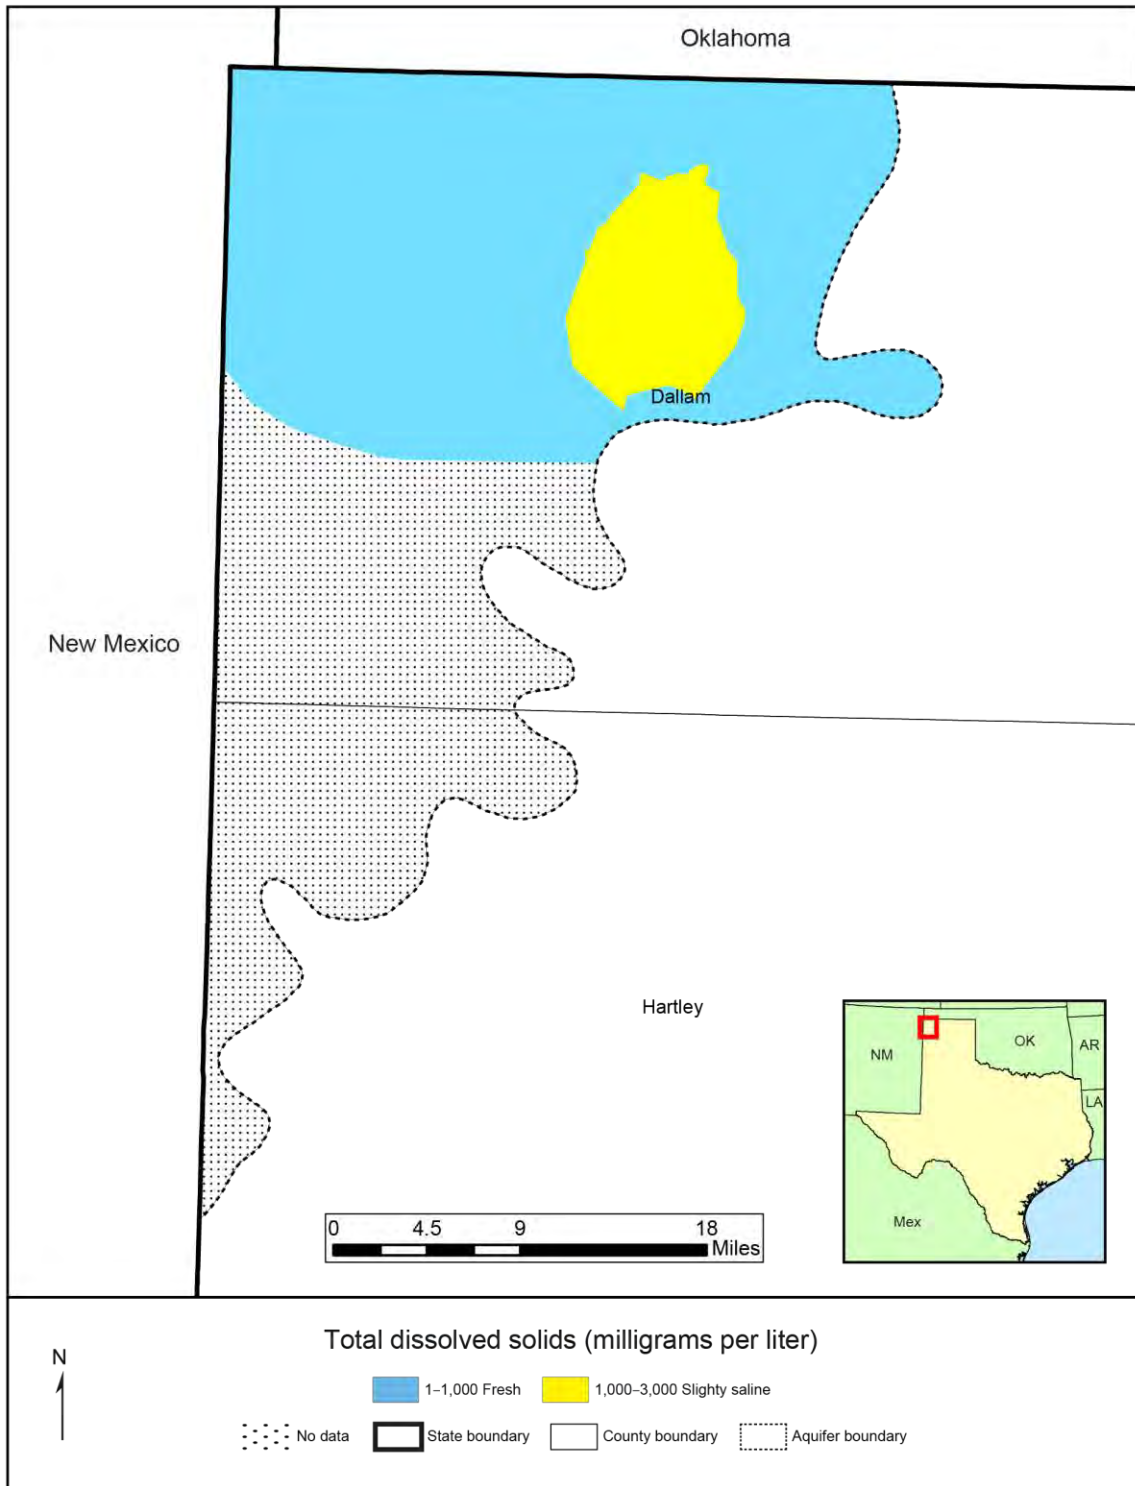 Oklahoma
Dallam
New Mexico
Hartley
NM
OK
AR
LA
Mex
0 4.5 9 18
Miles
Total dissolved solids (milligrams per liter)
N
1–1,000 Fresh 1,000–3,000 Slighty saline
No data State boundary County boundary Aquifer boundary